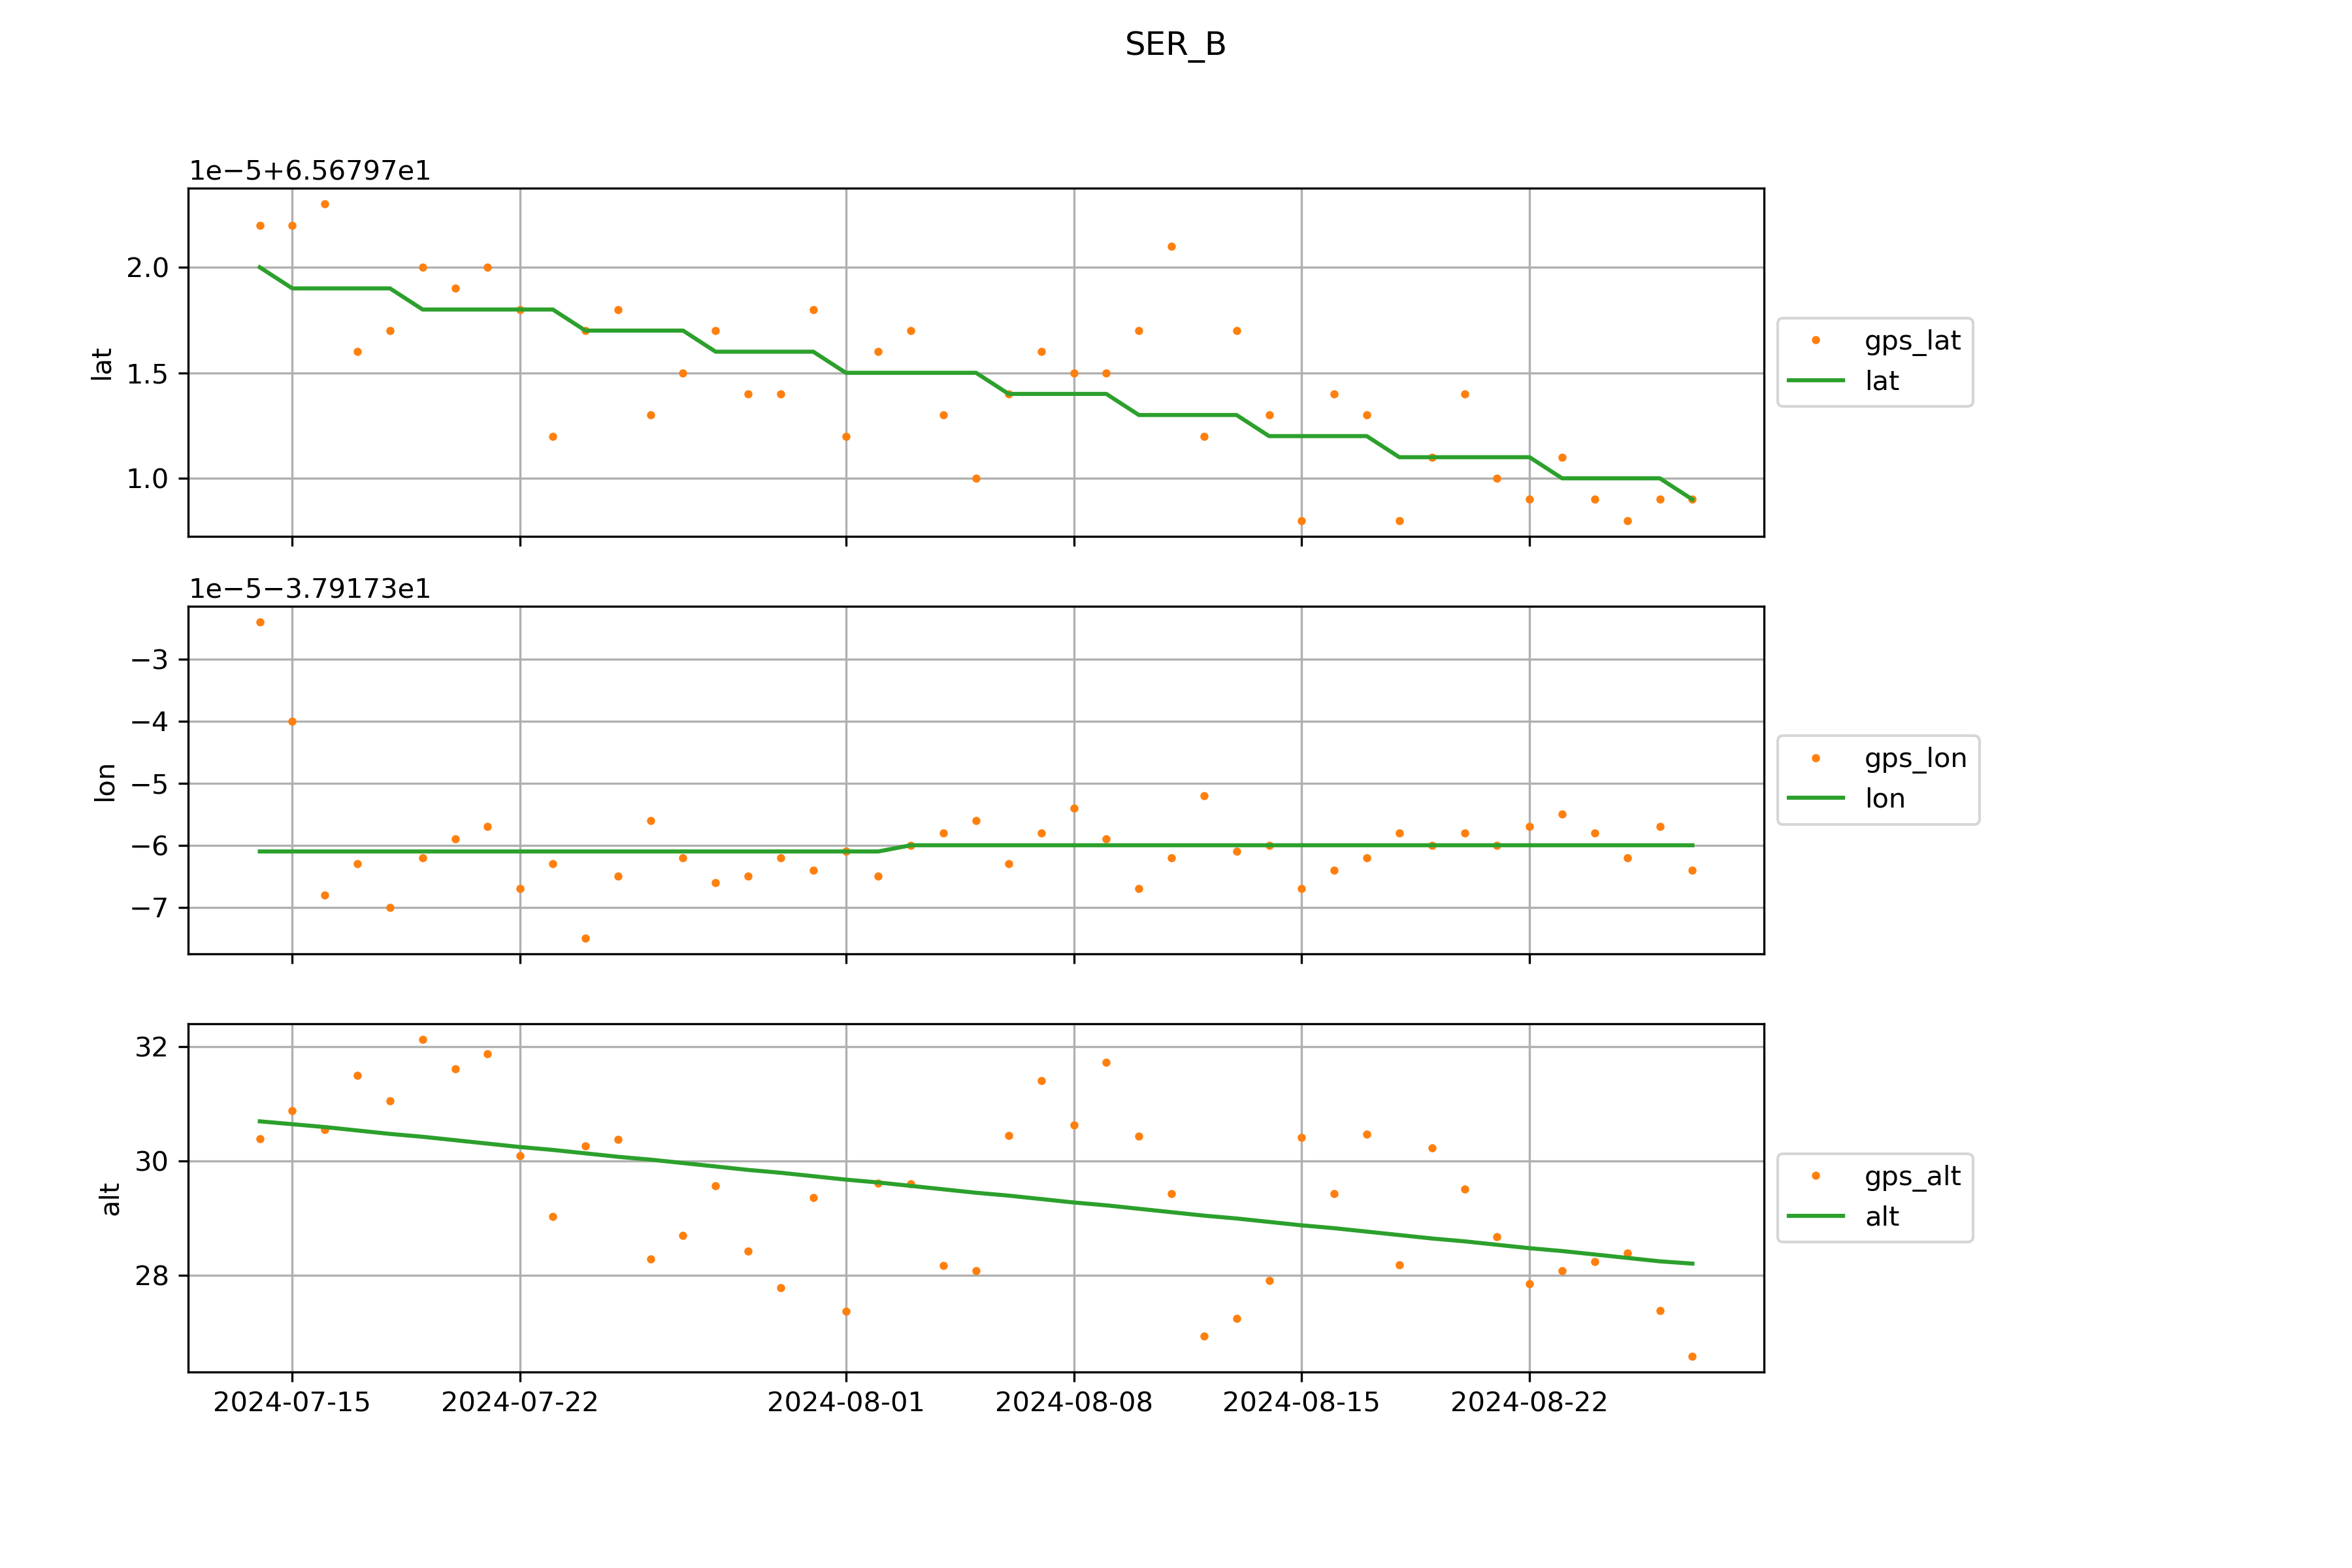 SER_B
1e−5+6.56797e1
2.0
1.5
1.0
lat
gps_lat
lat
1e−5−3.79173e1
−3
−4
−5
−6
−7
lon
gps_lon
lon
32
30
28
alt
gps_alt
alt
2024-07-15
2024-07-22
2024-08-01
2024-08-08
2024-08-15
2024-08-22